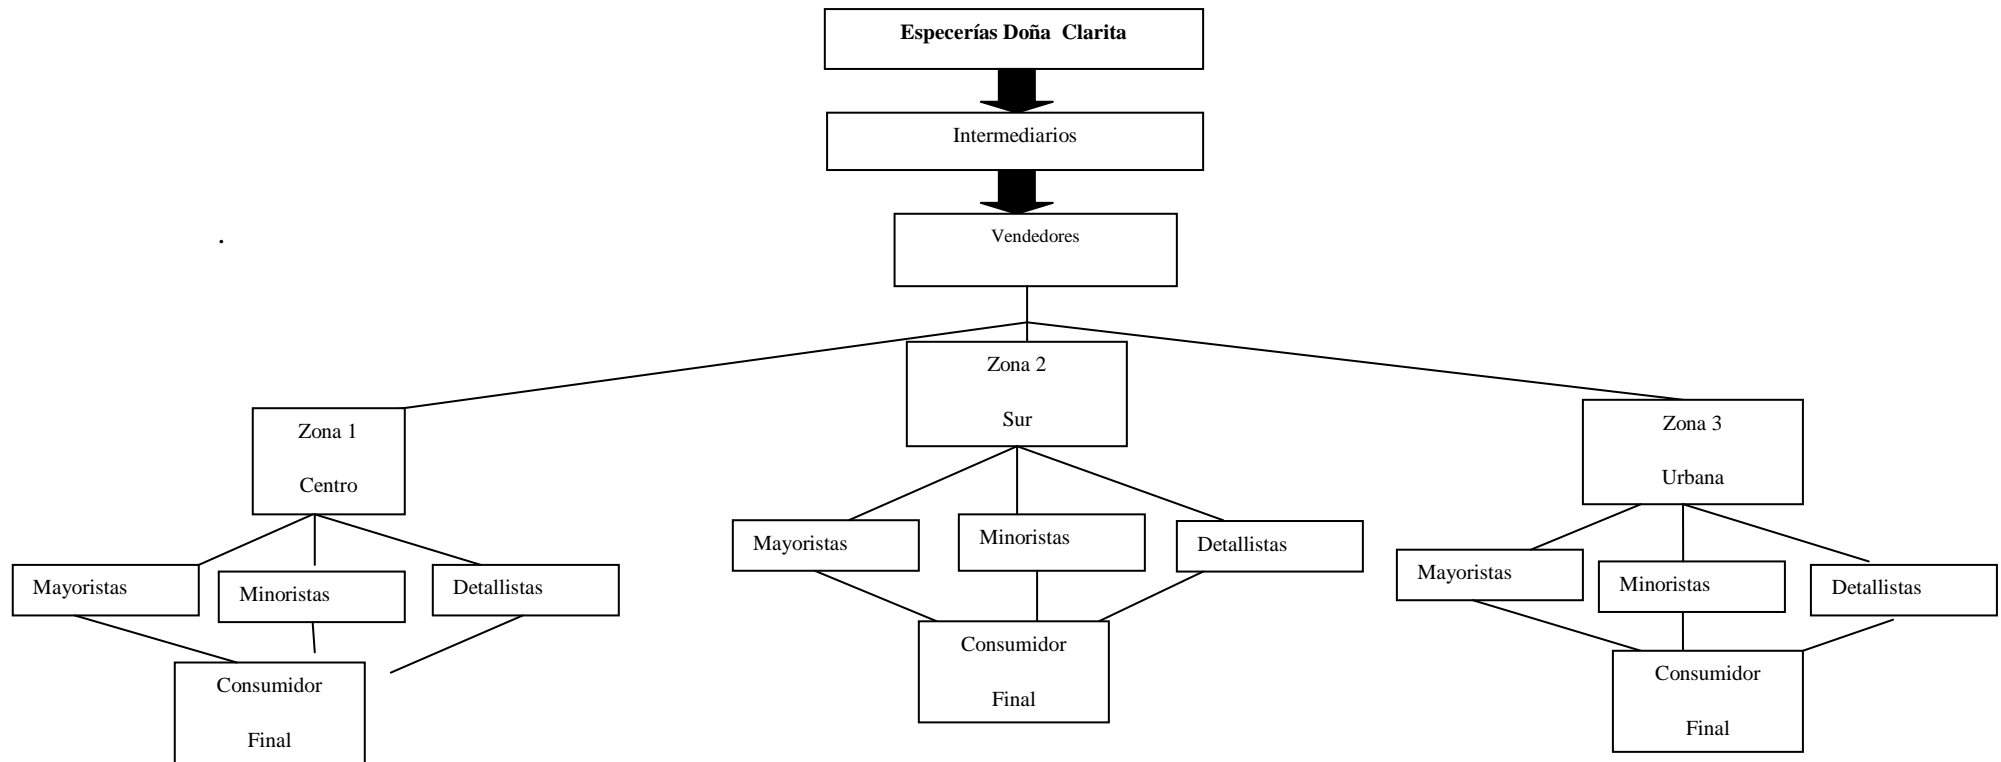 Especerías Doña Clarita
Intermediarios
Vendedores
.
Zona 1
Centro
Mayoristas
Minoristas
Detallistas
Consumidor
Final
Zona 2
Sur
Mayoristas
Minoristas
Detallistas
Consumidor
Final
Zona 3
Urbana
Mayoristas
Minoristas
Detallistas
Consumidor
Final